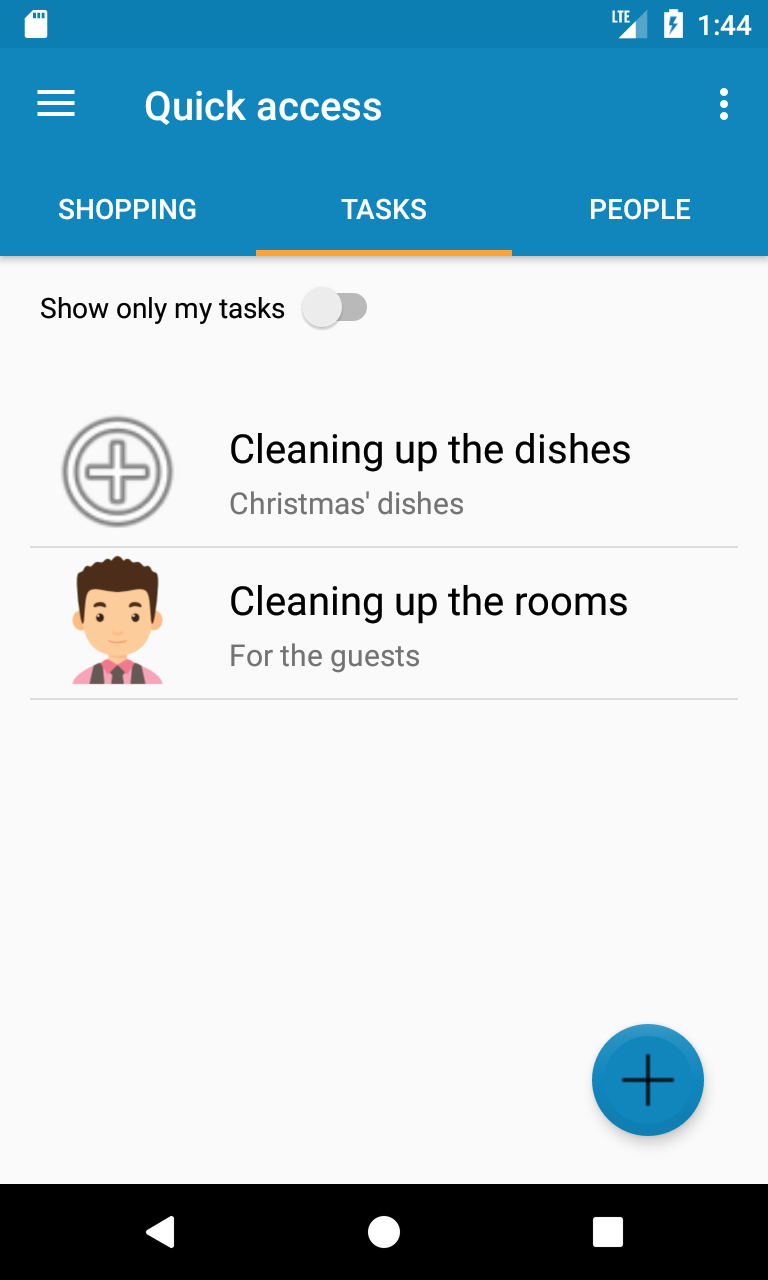 LTE 1:44
Quick access
SHOPPING TASKS PEOPLE
Show only my tasks
Cleaning up the dishes
Christmas' dishes
Cleaning up the rooms
For the guests